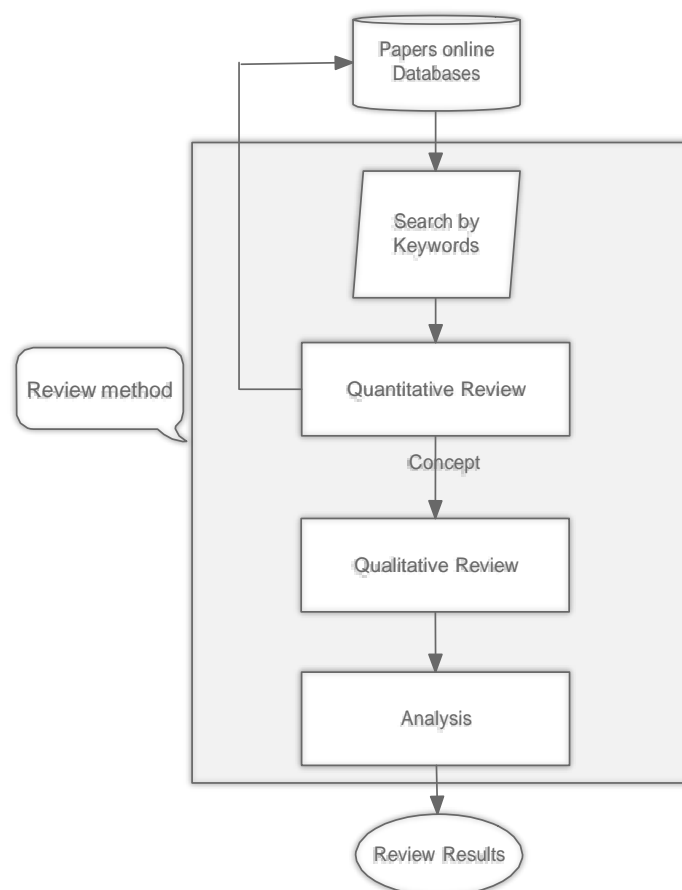 Papers online
Databases
Search by
Keywords
Review method
Quantitative Review
Concept
Qualitative Review
Analysis
Review Results